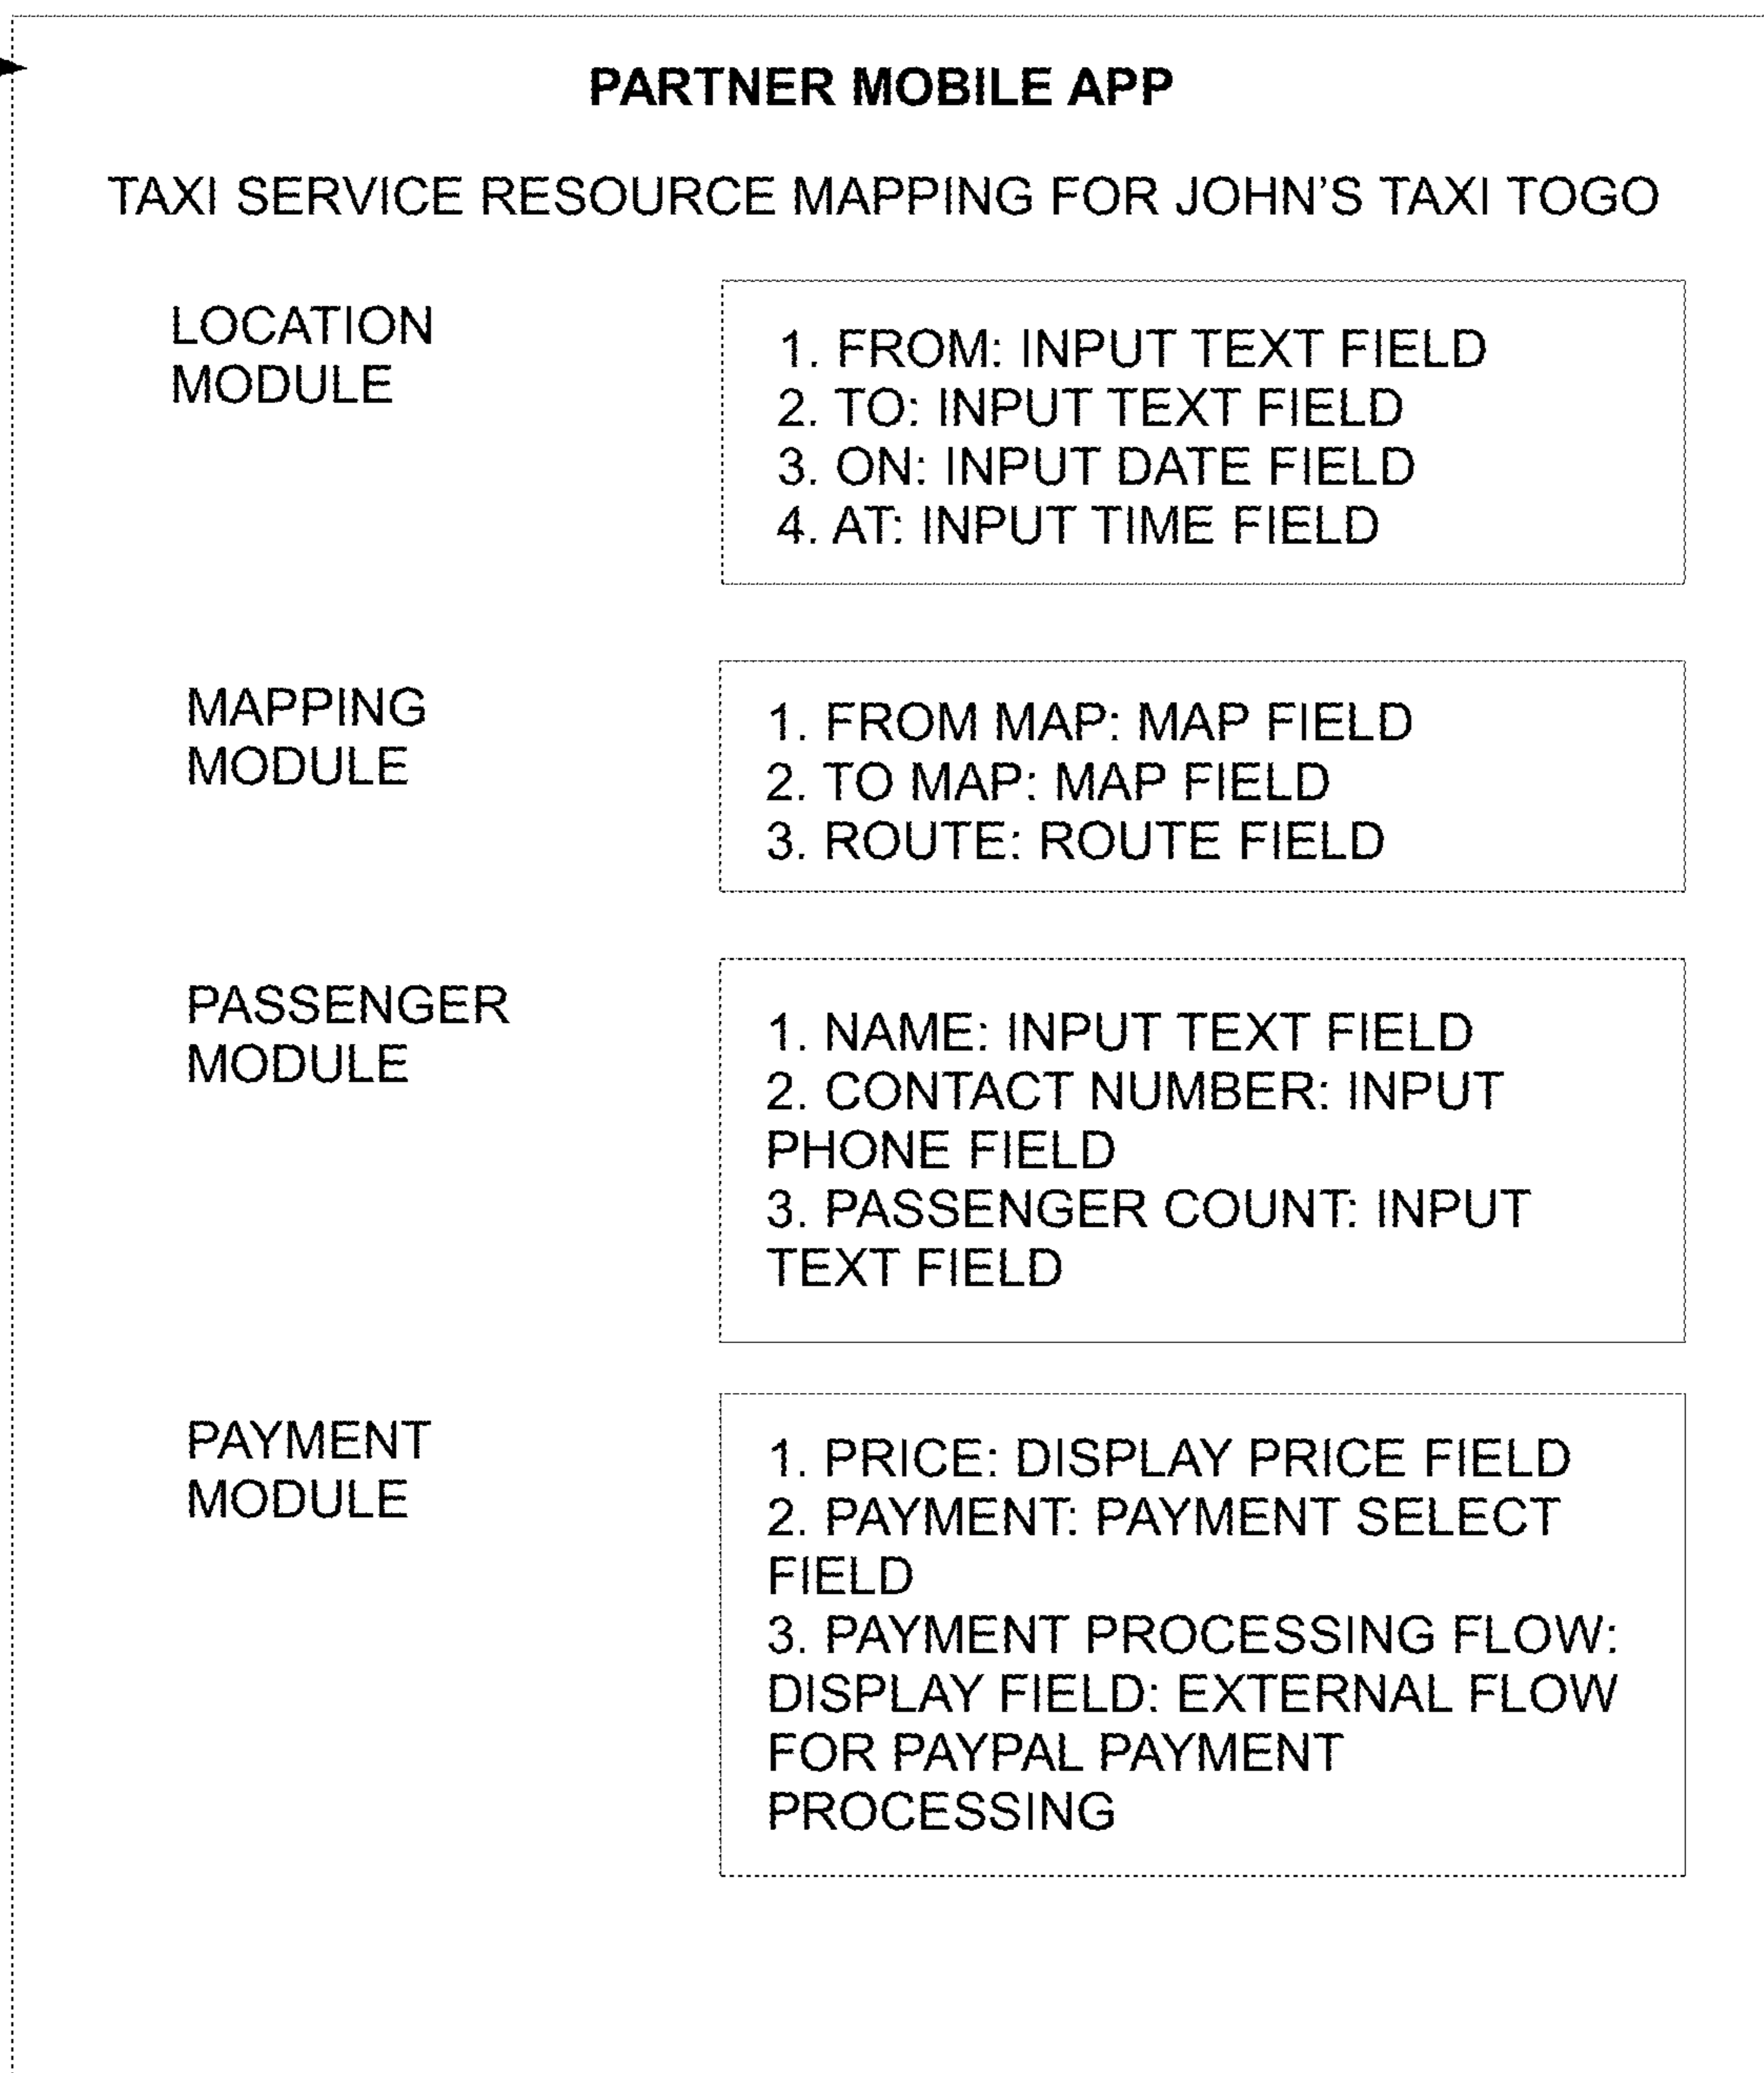 PARTNER MOBILE APP
TAXI SERVICE RESOURCE MAPPING FOR JOHN'S TAXI TOGO
LOCATION
MODULE
1. FROM: INPUT TEXT FIELD
2. TO: INPUT TEXT FIELD
3. ON: INPUT DATE FIELD
4. AT: INPUT TIME FIELD
MAPPING
MODULE
1. FROM MAP: MAP FIELD
2. TO MAP: MAP FIELD
3. ROUTE: ROUTE FIELD
PASSENGER
MODULE
1. NAME: INPUT TEXT FIELD
2. CONTACT NUMBER: INPUT
PHONE FIELD
3. PASSENGER COUNT: INPUT
TEXT FIELD
PAYMENT
MODULE
1. PRICE: DISPLAY PRICE FIELD
2. PAYMENT: PAYMENT SELECT
FIELD
3. PAYMENT PROCESSING FLOW:
DISPLAY FIELD: EXTERNAL FLOW
FOR PAYPAL PAYMENT
PROCESSING